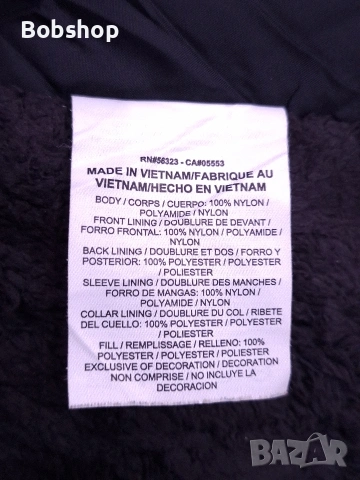 Bobshop
RN#56323 - CA#05553
MADE IN VIETNAM/FABRIQUE AU
VIETNAM/HECHO EN VIETNAM
BODY / CORPS / CUERPO: 100% NYLON /
POLYAMIDE / NYLON
FRONT LINING / DOUBLURE DE DEVANT /
FORRO FRONTAL: 100% NYLON / POLYAMIDE /
NYLON
BACK LINING / DOUBLURE ET DOS / FORRO Y
POSTERIOR: 100% POLYESTER / POLYESTER
/ POLIESTER
SLEEVE LINING / DOUBLURE DES MANCHES /
FORRO DE MANGAS: 100% NYLON /
POLYAMIDE / NYLON
COLLAR LINING / DOUBLURE DU COL / RIBETE
DEL CUELLO: 100% POLYESTER / POLYESTER
/ POLIESTER
FILL / REMPLISSAGE / RELLENO: 100%
POLYESTER / POLYESTER / POLIESTER
EXCLUSIVE OF DECORATION / DECORATION
NON COMPRISE / NO INCLUYE LA
DECORACION
BAZAR